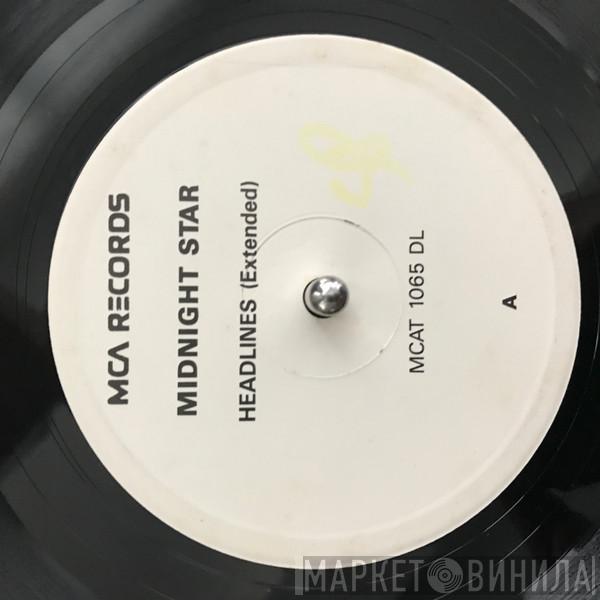 MCA RECORDS
MIDNIGHT STAR
HEADLINES (Extended)
MCAT 1065 DL
A
МАРКЕТ ВИНИЛА